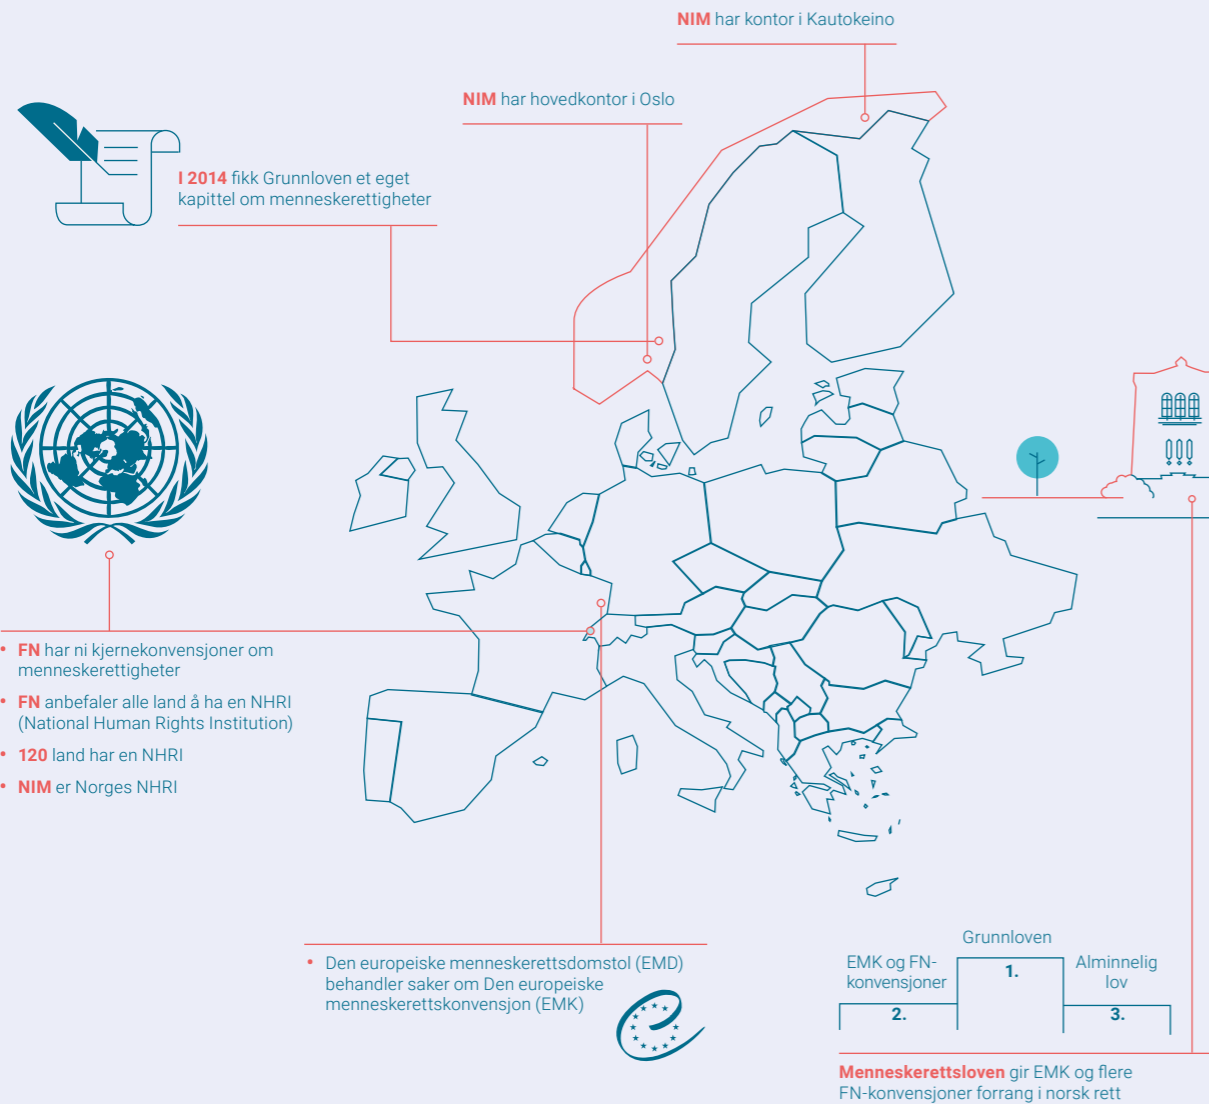 NIM har kontor i Kautokeino
NIM har hovedkontor i Oslo
I 2014 fikk Grunnloven et eget
kapittel om menneskerettigheter
• FN har ni kjernekonvensjoner om
menneskerettigheter
• FN anbefaler alle land å ha en NHRI
(National Human Rights Institution)
• 120 land har en NHRI
• NIM er Norges NHRI
• Den europeiske menneskerettsdomstol (EMD)
behandler saker om Den europeiske
menneskerettskonvensjon (EMK)
Grunnloven
1.
EMK og FN-
konvensjoner
2.
Alminnelig
lov
3.
Menneskerettsloven gir EMK og flere
FN-konvensjoner forrang i norsk rett